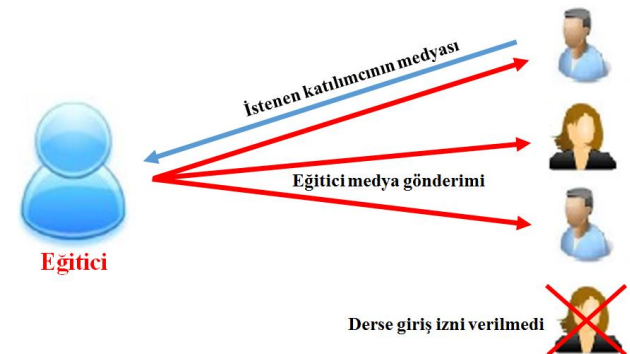 İstenen katılımcının medyası
Eğitici medya gönderimi
Eğitici
Derse giriş izni verilmedi